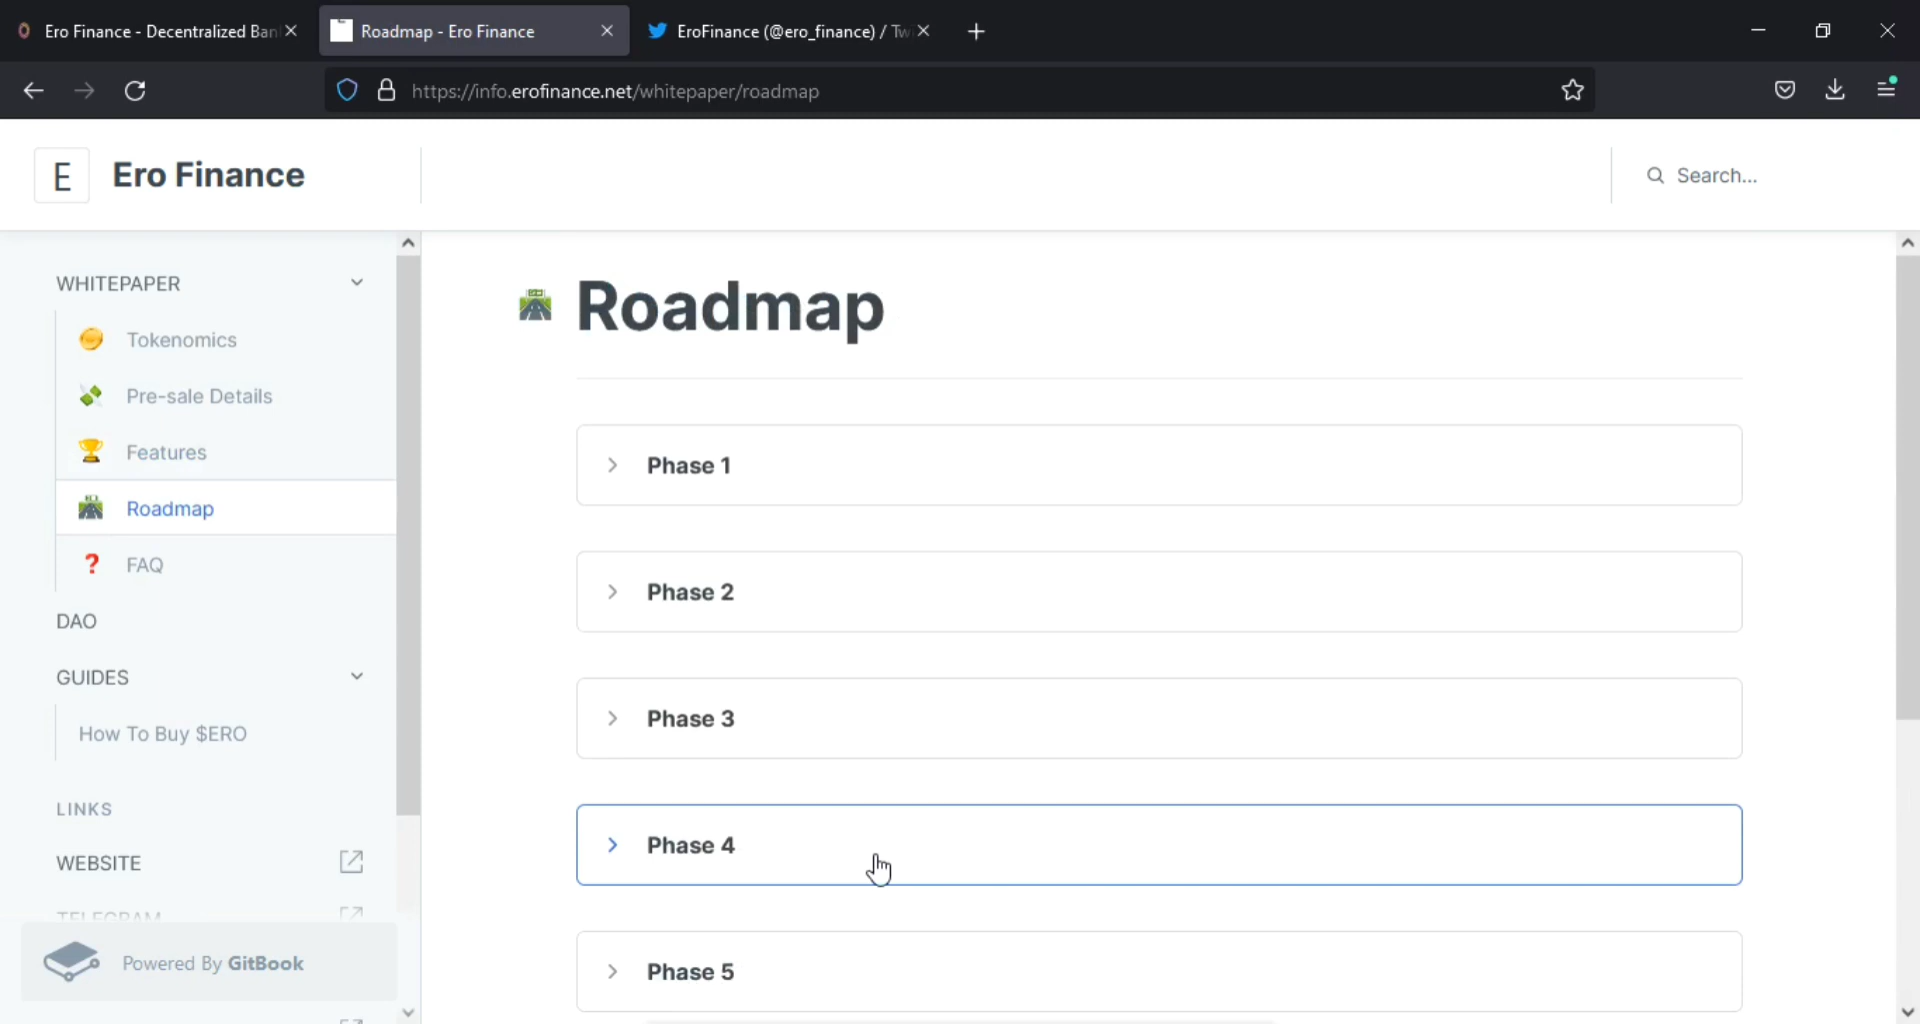 Ero Finance - Decentralized Ban
Roadmap - Ero Finance
EroFinance (@ero_finance) / Tw
https://info.erofinance.net/whitepaper/roadmap
E
Ero Finance
Search...
WHITEPAPER
Tokenomics
Pre-sale Details
Features
Roadmap
FAQ
DAO
GUIDES
How To Buy $ERO
LINKS
WEBSITE
TELEGRAM
Powered By GitBook
Roadmap
Phase 1
Phase 2
Phase 3
Phase 4
Phase 5